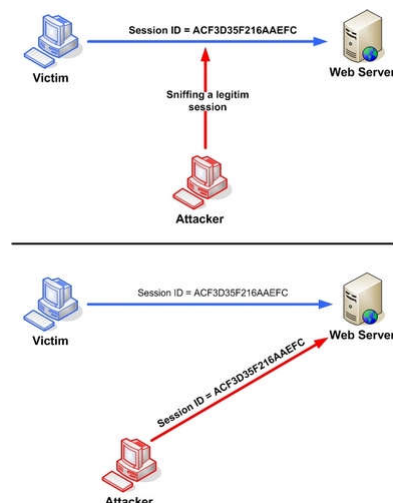 Session ID = ACF3D35F216AAEFC
Victim
Web Server
Sniffing a legitim
session
Attacker
Session ID = ACF3D35F216AAEFC
Victim
Web Server
Session ID = ACF3D35F216AAEFC
Attacker